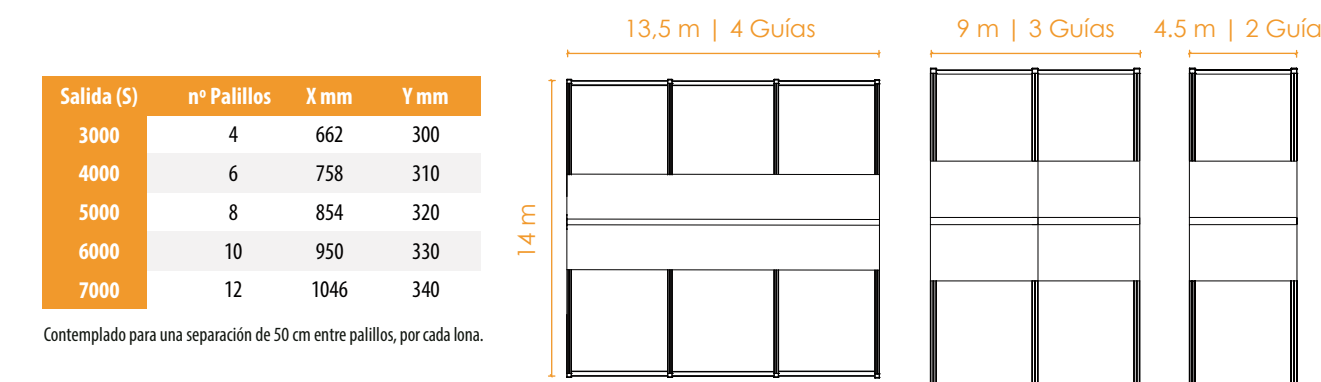 13,5 m | 4 Guías
9 m | 3 Guías
4.5 m | 2 Guía
Salida (S) nº Palillos X mm Y mm
3000 4 662 300
4000 6 758 310
5000 8 854 320
6000 10 950 330
7000 12 1046 340
Contemplado para una separación de 50 cm entre palillos, por cada lona.
14 m